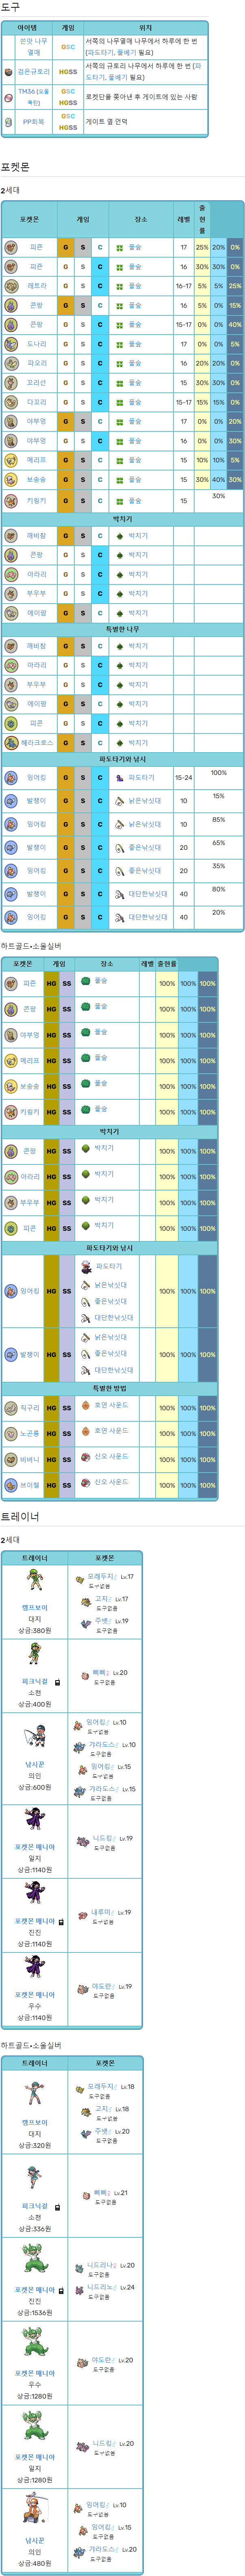 도구
아이템 게임 위치
쓴맛 나무열매 GSC 서쪽의 나무열매 나무에서 하루에 한 번 (파도타기, 풀베기 필요)
검은규토리 HGSS 서쪽의 규토리 나무에서 하루에 한 번 (파도타기, 풀베기 필요)
TM36 (오물폭탄) GSC HGSS 로켓단을 쫓아낸 후 게이트에 있는 사람
PP회복 GSC HGSS 게이트 옆 언덕
포켓몬
2세대
포켓몬 게임 장소 레벨 출현률
피죤 G S C 풀숲 17 25% 20% 0%
피죤 G S C 풀숲 16 30% 30% 0%
레트라 G S C 풀숲 16-17 5% 5% 25%
콘팡 G S C 풀숲 16 5% 0% 15%
콘팡 G S C 풀숲 15-17 0% 0% 40%
도나리 G S C 풀숲 17 0% 0% 5%
파오리 G S C 풀숲 16 20% 20% 0%
꼬리선 G S C 풀숲 15 30% 30% 0%
다꼬리 G S C 풀숲 15-17 15% 15% 0%
야부엉 G S C 풀숲 17 0% 0% 20%
야부엉 G S C 풀숲 16 0% 0% 30%
메리프 G S C 풀숲 15 10% 10% 5%
보송송 G S C 풀숲 15 30% 40% 30%
키링키 G S C 풀숲 15 30%
박치기
깨비참 G S C 박치기
콘팡 G S C 박치기
아라리 G S C 박치기
부우부 G S C 박치기
에이팜 G S C 박치기
특별한 나무
깨비참 G S C 박치기
아라리 G S C 박치기
부우부 G S C 박치기
에이팜 G S C 박치기
피콘 G S C 박치기
헤라크로스 G S C 박치기
파도타기와 낚시
잉어킹 G S C 파도타기 15-24 100%
발챙이 G S C 낡은낚싯대 10 15%
잉어킹 G S C 낡은낚싯대 10 85%
발챙이 G S C 좋은낚싯대 20 65%
잉어킹 G S C 좋은낚싯대 20 35%
발챙이 G S C 대단한낚싯대 40 80%
잉어킹 G S C 대단한낚싯대 40 20%
하트골드•소울실버
포켓몬 게임 장소 레벨 출현률
피죤 HG SS 풀숲 100% 100% 100%
콘팡 HG SS 풀숲 100% 100% 100%
야부엉 HG SS 풀숲 100% 100% 100%
메리프 HG SS 풀숲 100% 100% 100%
보송송 HG SS 풀숲 100% 100% 100%
키링키 HG SS 풀숲 100% 100% 100%
박치기
콘팡 HG SS 박치기 100% 100% 100%
아라리 HG SS 박치기 100% 100% 100%
부우부 HG SS 박치기 100% 100% 100%
피콘 HG SS 박치기 100% 100% 100%
파도타기와 낚시
잉어킹 HG SS 파도타기 낡은낚싯대 좋은낚싯대 대단한낚싯대 100% 100% 100%
발챙이 HG SS 낡은낚싯대 좋은낚싯대 대단한낚싯대 100% 100% 100%
특별한 방법
직구리 HG SS 호연 사운드 100% 100% 100%
노곤룡 HG SS 호연 사운드 100% 100% 100%
비버니 HG SS 신오 사운드 100% 100% 100%
브이젤 HG SS 신오 사운드 100% 100% 100%
트레이너
2세대
트레이너 포켓몬
캠프보이
대지
상금:380원
모래두지♂ Lv.17
도구없음
고지♂ Lv.17
도구없음
주뱃♂ Lv.19
도구없음
피크닉걸
소천
상금:400원
삐삐♀ Lv.20
도구없음
낚시꾼
의인
상금:600원
잉어킹♂ Lv.10
도구없음
갸라도스♂ Lv.10
도구없음
잉어킹♂ Lv.15
도구없음
갸라도스♂ Lv.15
도구없음
포켓몬 매니아
일지
상금:1140원
니드킹♂ Lv.19
도구없음
포켓몬 매니아
진진
상금:1140원
내루미♂ Lv.19
도구없음
포켓몬 매니아
우수
상금:1140원
야도란♂ Lv.19
도구없음
하트골드•소울실버
트레이너 포켓몬
캠프보이
대지
상금:320원
모래두지♂ Lv.18
도구없음
고지♂ Lv.18
도구없음
주뱃♂ Lv.20
도구없음
피크닉걸
소천
상금:336원
삐삐♀ Lv.21
도구없음
포켓몬 매니아
진진
상금:1536원
니드리나♀ Lv.20
도구없음
니드리노♂ Lv.24
도구없음
포켓몬 매니아
우수
상금:1280원
야도란♂ Lv.20
도구없음
포켓몬 매니아
일지
상금:1280원
니드킹♂ Lv.20
도구없음
낚시꾼
의인
상금:480원
잉어킹♂ Lv.10
도구없음
잉어킹♂ Lv.15
도구없음
갸라도스♂ Lv.20
도구없음